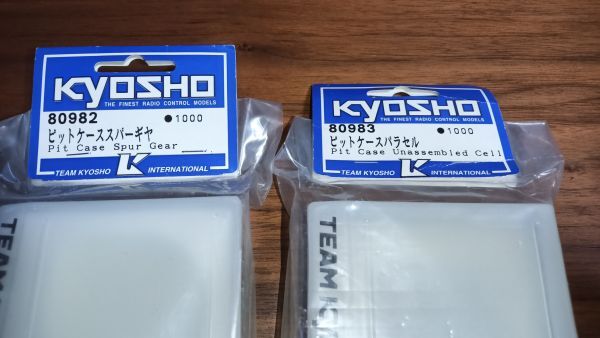 KYOSHO
THE FINEST RADIO CONTROL MODELS
80982 ●1000
ピットケーススパーギヤ
Pit Case Spur Gear
K
TEAM KYOSHO INTERNATIONAL
TEAM
KYOSHO
THE FINEST RADIO CONTROL MODELS
80983 ●1000
ピットケースバラセル
Pit Case Unassembled Cell
K
TEAM KYOSHO INTERNATIONAL
TEAM